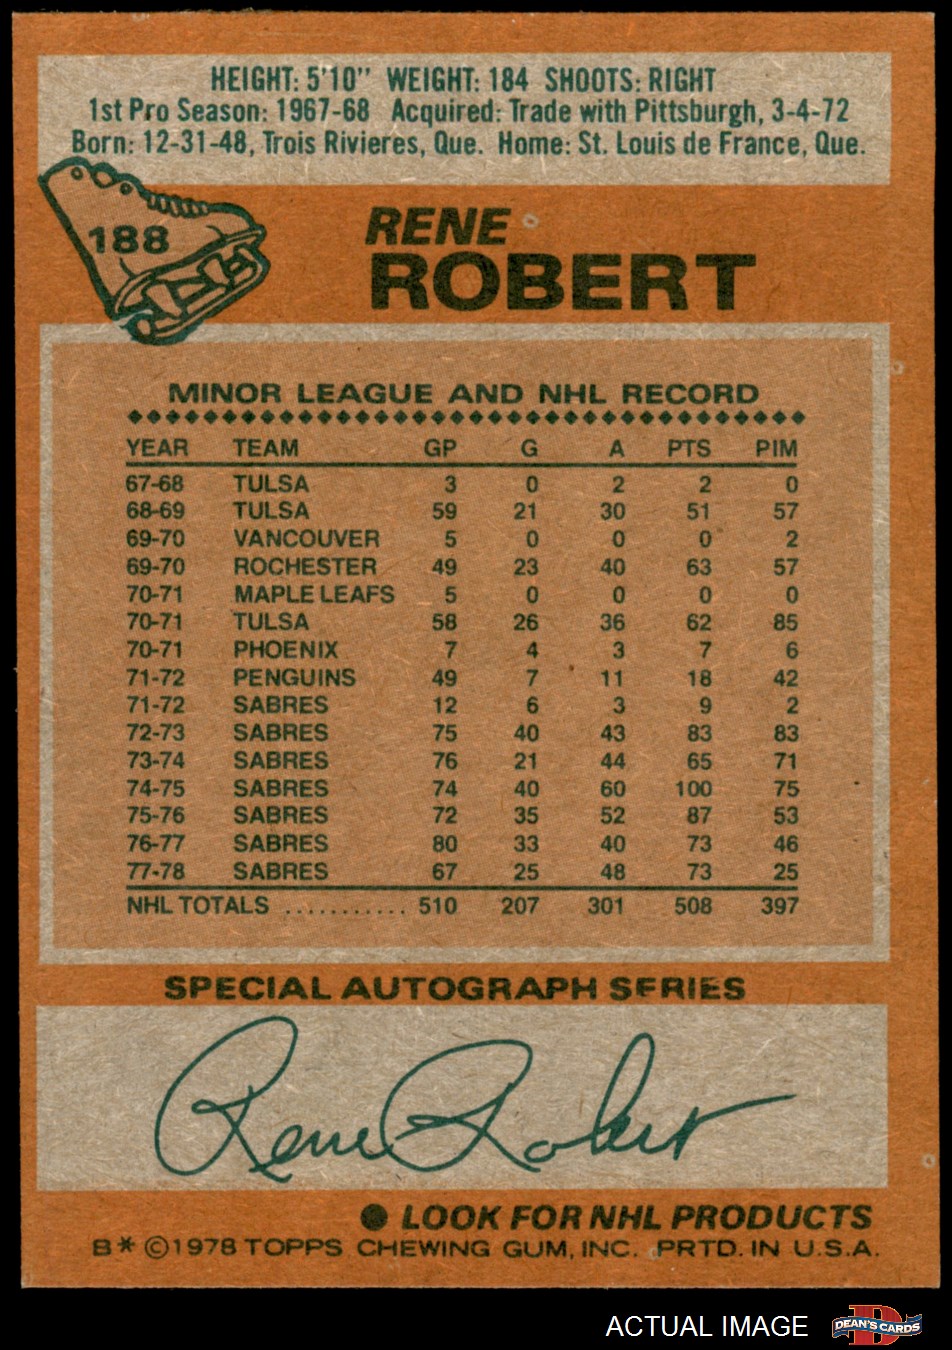 HEIGHT: 5'10" WEIGHT: 184 SHOOTS: RIGHT
1st Pro Season: 1967-68 Acquired: Trade with Pittsburgh, 3-4-72
Born: 12-31-48, Trois Rivieres, Que. Home: St. Louis de France, Que.
188
RENE
ROBERT
MINOR LEAGUE AND NHL RECORD
YEAR TEAM GP G A PTS PIM
67-68 TULSA 3 0 2 2 0
68-69 TULSA 59 21 30 51 57
69-70 VANCOUVER 5 0 0 0 2
69-70 ROCHESTER 49 23 40 63 57
70-71 MAPLE LEAFS 5 0 0 0 0
70-71 TULSA 58 26 36 62 85
70-71 PHOENIX 7 4 3 7 6
71-72 PENGUINS 49 7 11 18 42
71-72 SABRES 12 6 3 9 2
72-73 SABRES 75 40 43 83 83
73-74 SABRES 76 21 44 65 71
74-75 SABRES 74 40 60 100 75
75-76 SABRES 72 35 52 87 53
76-77 SABRES 80 33 40 73 46
77-78 SABRES 67 25 48 73 25
NHL TOTALS ........... 510 207 301 508 397
SPECIAL AUTOGRAPH SERIES
Rene Robert
● LOOK FOR NHL PRODUCTS
B* ©1978 TOPPS CHEWING GUM, INC. PRTD. IN U.S.A.
ACTUAL IMAGE
D
DEAN'S CARDS